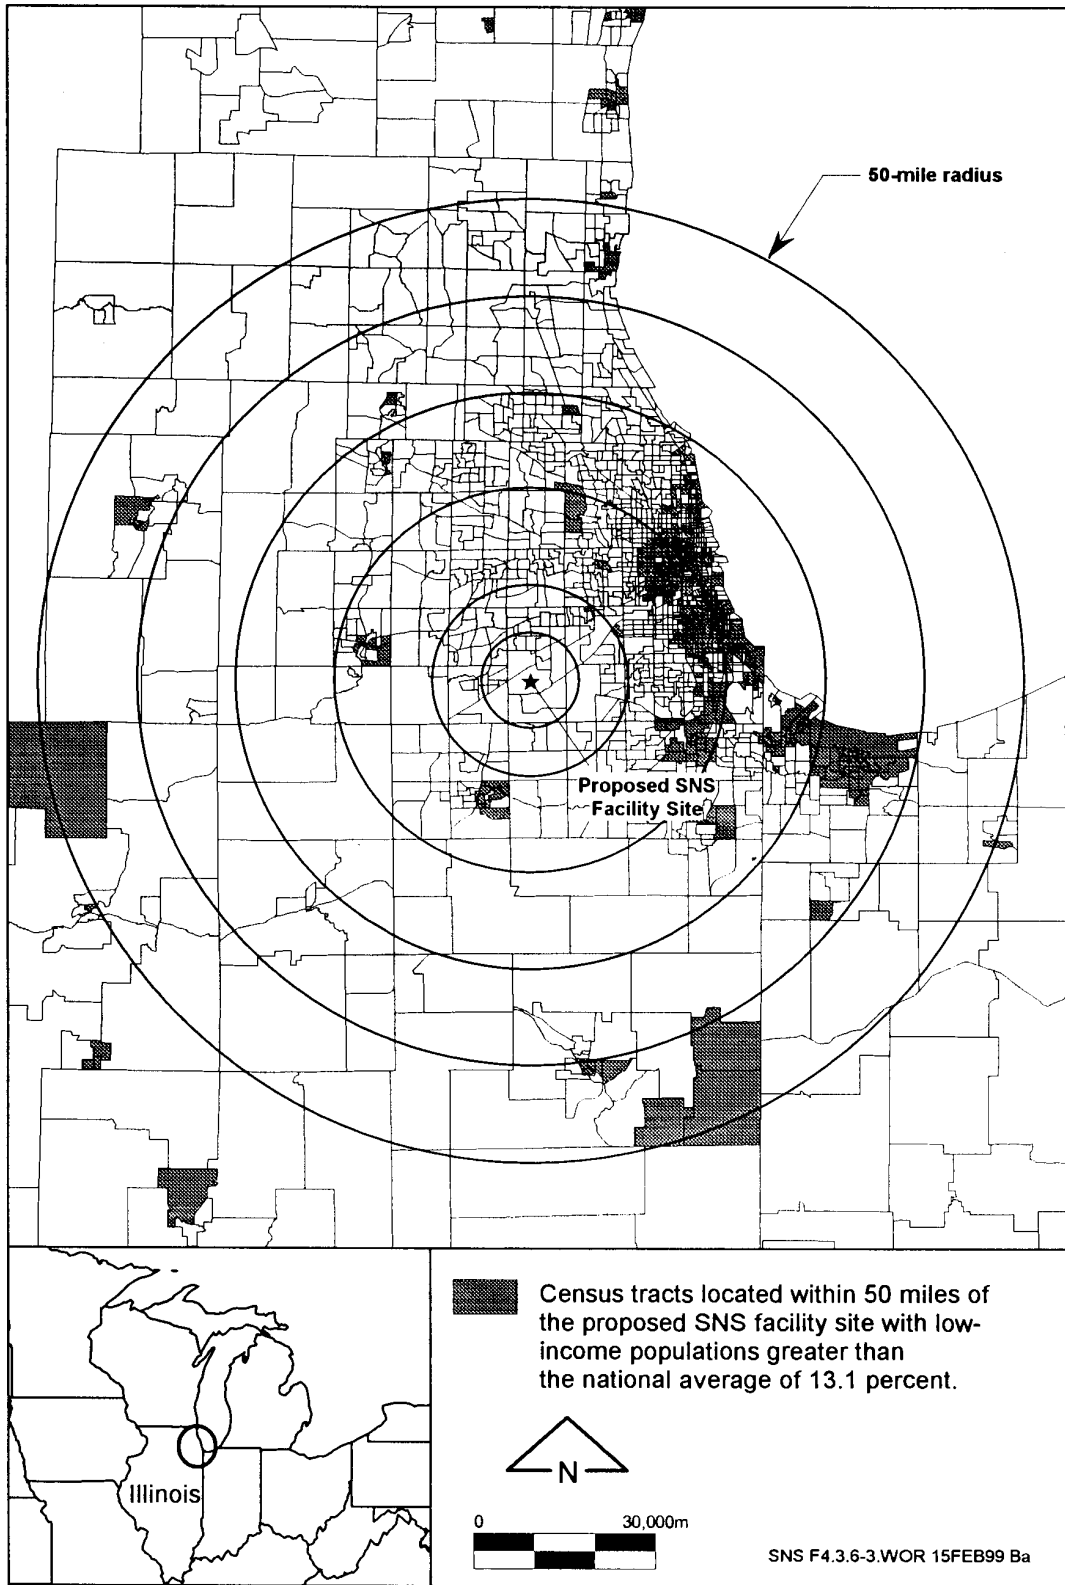 50-mile radius
Proposed SNS
Facility Site
Illinois
Census tracts located within 50 miles of
the proposed SNS facility site with low-
income populations greater than
the national average of 13.1 percent.
N
0 30,000m
SNS F4.3.6-3.WOR 15FEB99 Ba